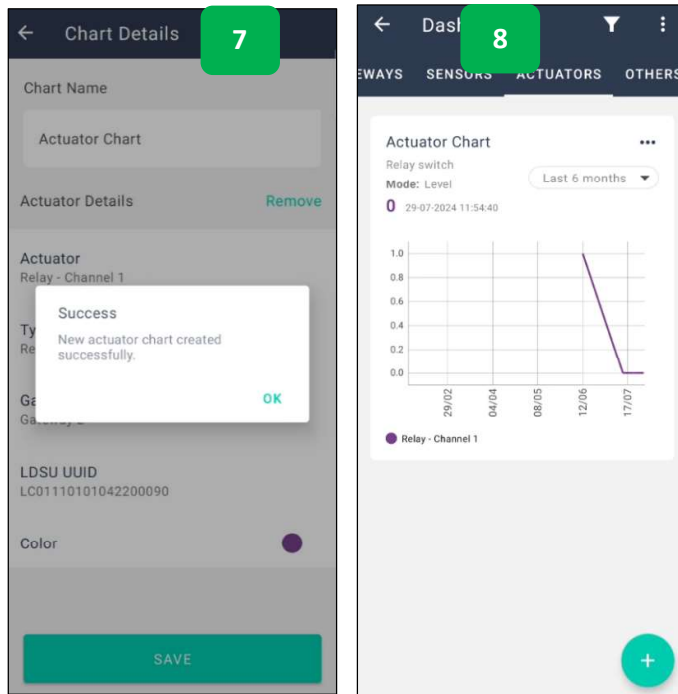 Chart Details
7
Chart Name
Actuator Chart
Actuator Details
Remove
Actuator
Relay - Channel 1
Success
New actuator chart created
successfully.
OK
LDSU UUID
LC01110101042200090
Color
SAVE
8
SENSORS
ACTUATORS
OTHERS
Actuator Chart
Relay switch
Mode: Level
Last 6 months
0 29-07-2024 11:54:40
1.0
0.8
0.6
0.4
0.2
0.0
29/02
04/04
08/05
12/06
17/07
Relay - Channel 1